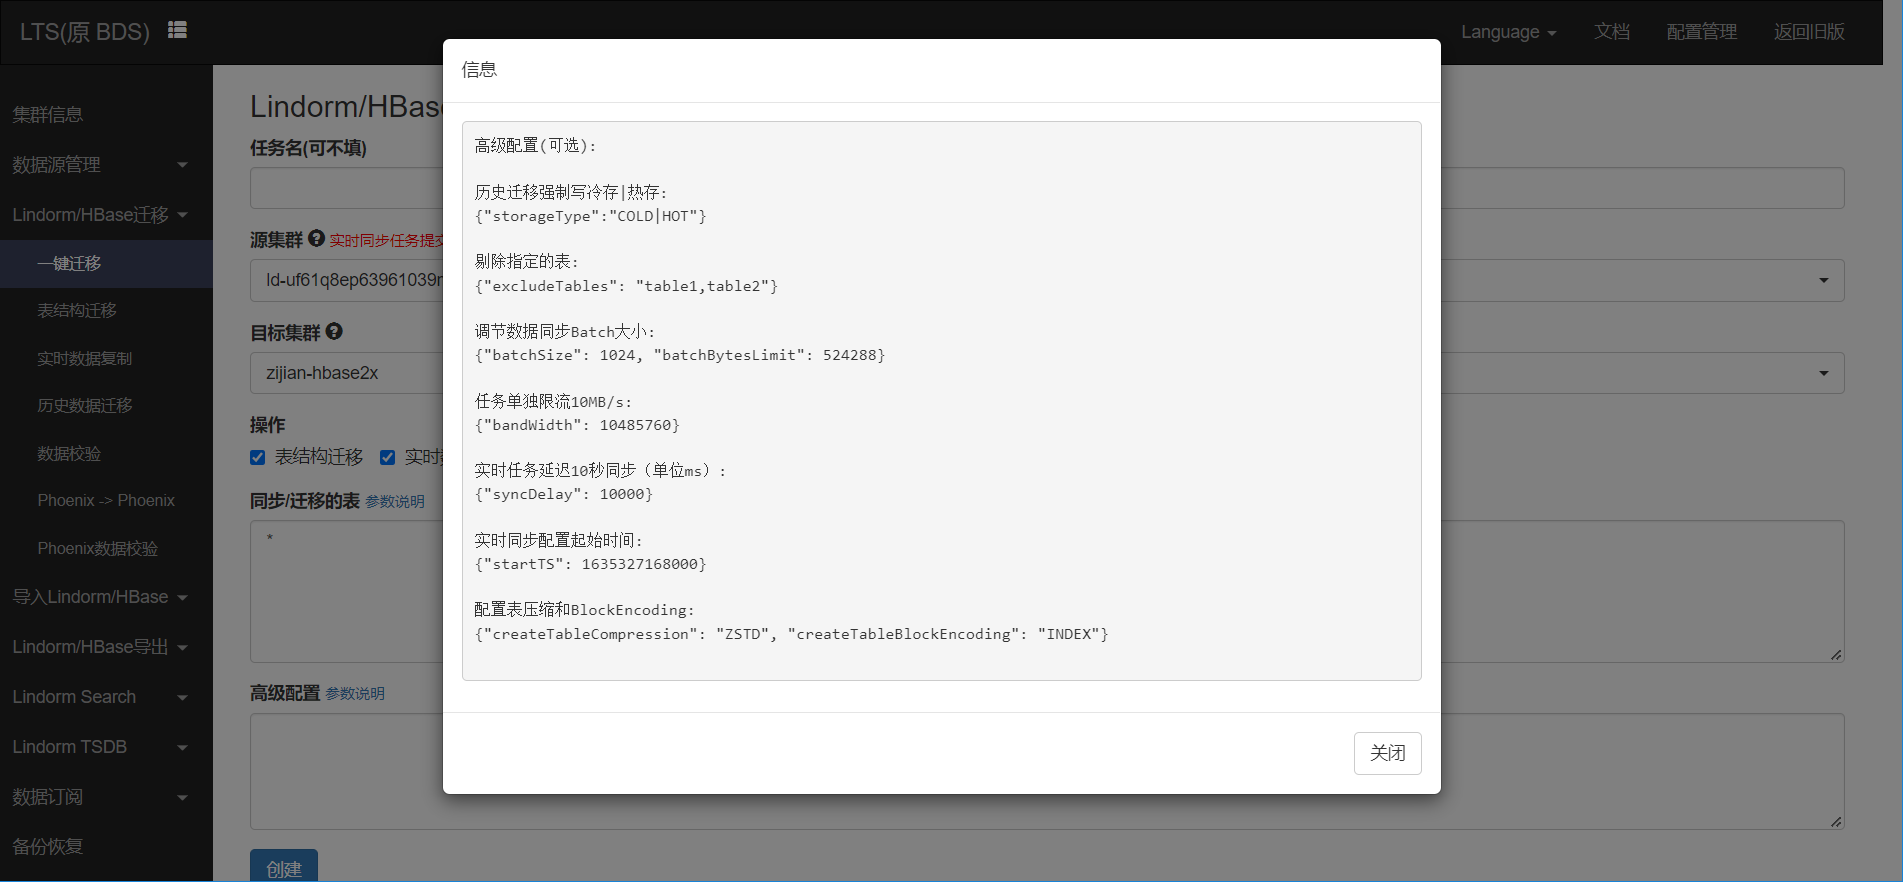 LTS(原 BDS)
Language
文档
配置管理
返回旧版
集群信息
数据源管理
Lindorm/HBase迁移
一键迁移
表结构迁移
实时数据复制
历史数据迁移
数据校验
Phoenix -> Phoenix
Phoenix数据校验
导入Lindorm/HBase
Lindorm/HBase导出
Lindorm Search
Lindorm TSDB
数据订阅
备份恢复
Lindorm/HBase
任务名(可不填)
源集群 实时同步任务提交
ld-uf61q8ep63961039r
目标集群
zijian-hbase2x
操作
表结构迁移 实时
同步/迁移的表 参数说明
*
高级配置 参数说明
创建
信息
高级配置(可选):
历史迁移强制写冷存|热存:
{"storageType":"COLD|HOT"}
剔除指定的表:
{"excludeTables": "table1,table2"}
调节数据同步Batch大小:
{"batchSize": 1024, "batchBytesLimit": 524288}
任务单独限流10MB/s:
{"bandWidth": 10485760}
实时任务延迟10秒同步（单位ms）:
{"syncDelay": 10000}
实时同步配置起始时间:
{"startTS": 1635327168000}
配置表压缩和BlockEncoding:
{"createTableCompression": "ZSTD", "createTableBlockEncoding": "INDEX"}
关闭